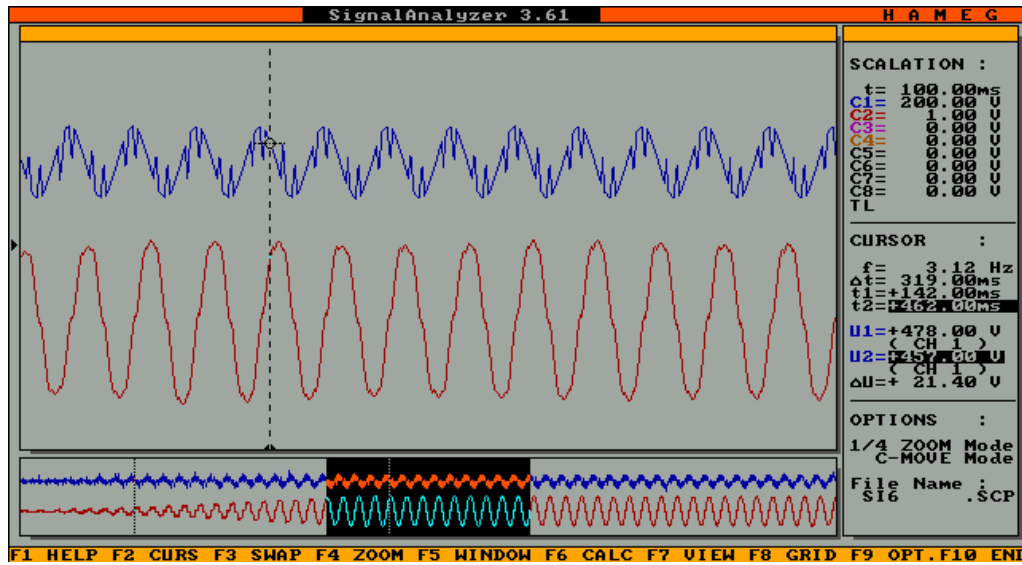 SignalAnalyzer 3.61
H A M E G
SCALATION :
t= 100.00ms
C1= 200.00 V
C2= 1.00 V
C3= 0.00 V
C4= 0.00 V
C5= 0.00 V
C6= 0.00 V
C7= 0.00 V
C8= 0.00 V
TL
CURSOR :
f= 3.12 Hz
Δt= 319.00ms
t1=+142.00ms
t2=+462.00ms
U1=+478.00 V
( CH 1 )
U2=+457.00 V
( CH 1 )
ΔU=+ 21.40 V
OPTIONS :
1/4 ZOOM Mode
C-MOVE Mode
File Name :
SI6 .SCP
F1 HELP F2 CURS F3 SWAP F4 ZOOM F5 WINDOW F6 CALC F7 VIEW F8 GRID F9 OPT.F10 END